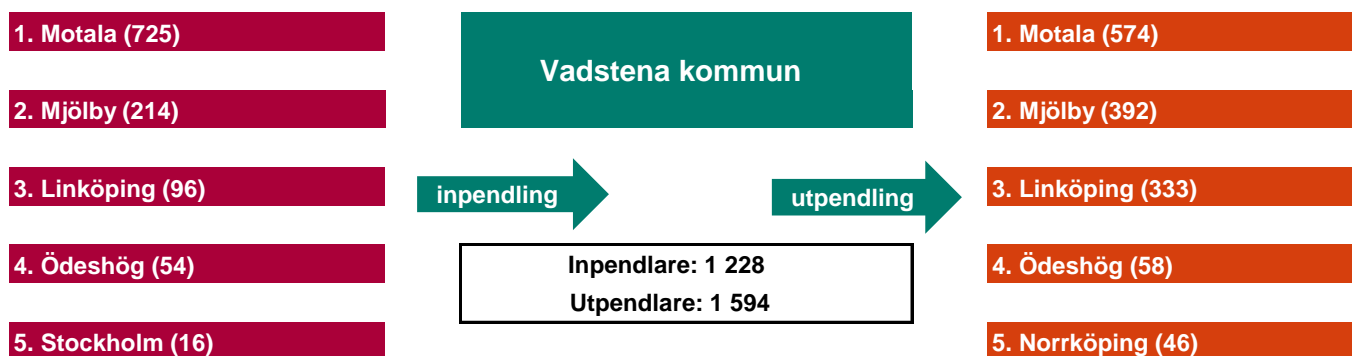 1. Motala (725)
2. Mjölby (214)
3. Linköping (96)
4. Ödeshög (54)
5. Stockholm (16)
Vadstena kommun
inpendling
utpendling
Inpendlare: 1 228
Utpendlare: 1 594
1. Motala (574)
2. Mjölby (392)
3. Linköping (333)
4. Ödeshög (58)
5. Norrköping (46)